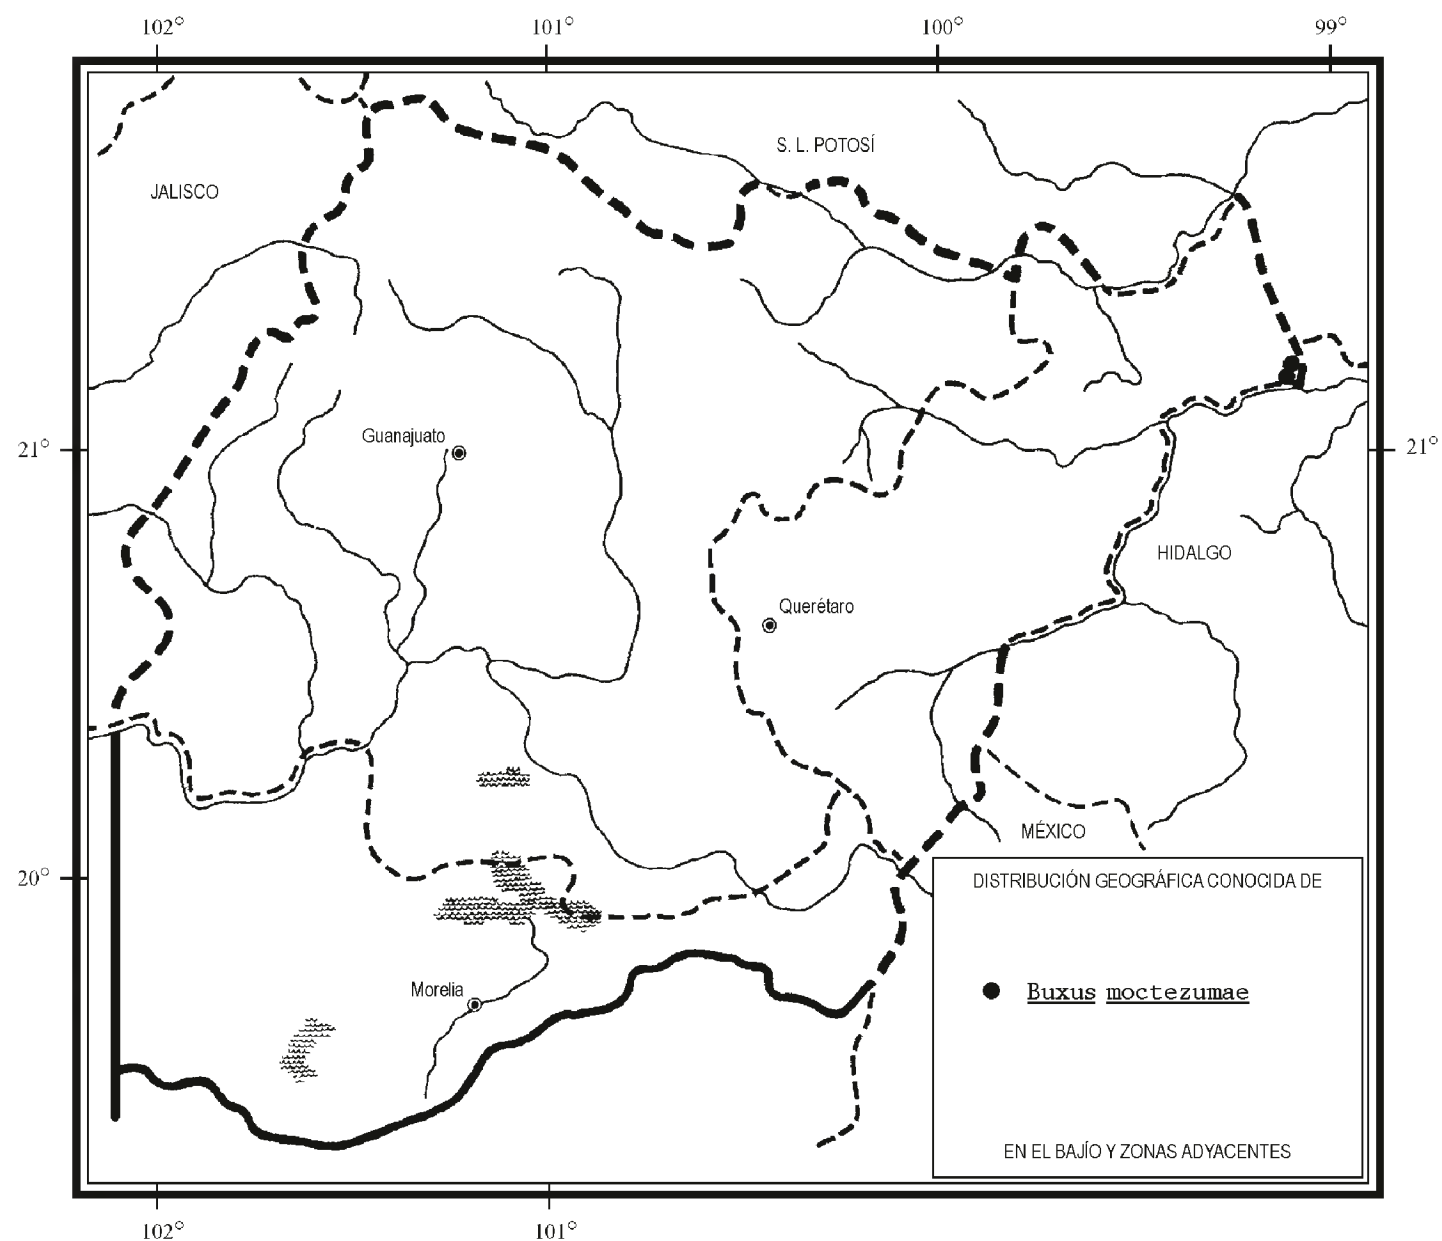 102° 101° 100° 99°
S. L. POTOSÍ
JALISCO
Guanajuato
21° 21°
HIDALGO
Querétaro
MÉXICO
20°
DISTRIBUCIÓN GEOGRÁFICA CONOCIDA DE
Morelia
Buxus moctezumae
EN EL BAJÍO Y ZONAS ADYACENTES
102° 101°